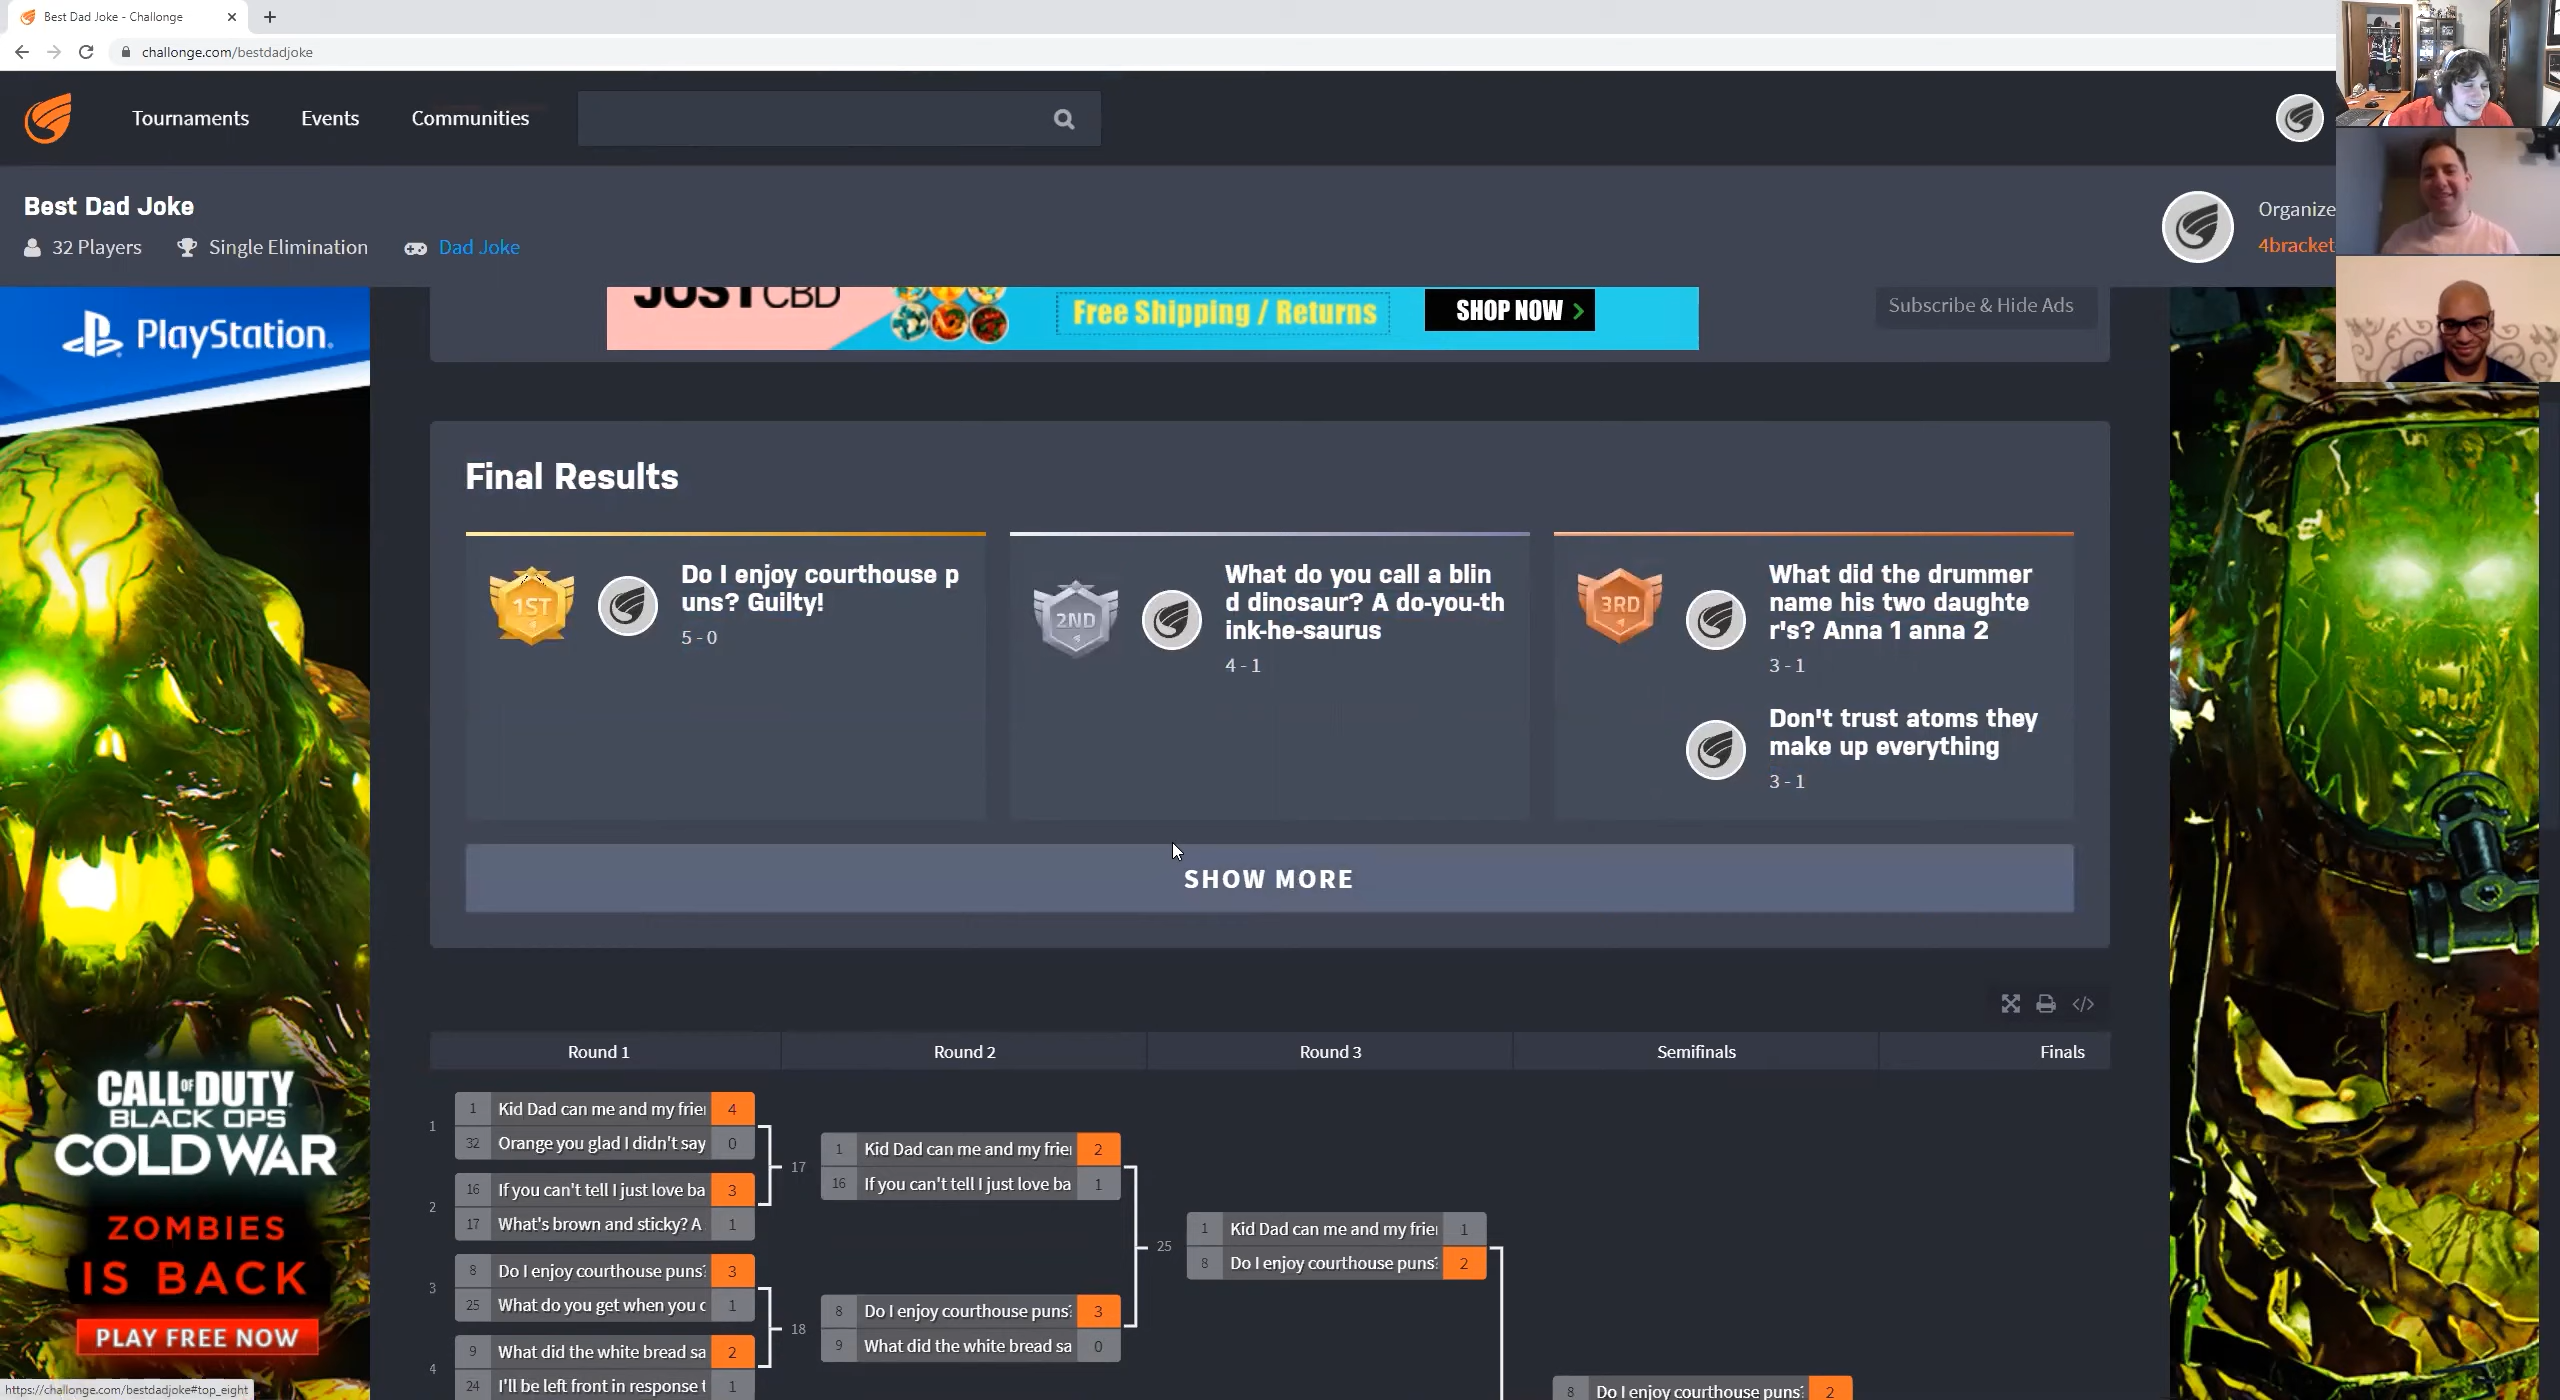 Best Dad Joke - Challonge
challonge.com/bestdadjoke
Tournaments
Events
Communities
Best Dad Joke
32 Players
Single Elimination
Dad Joke
Organize
4bracket
PlayStation.
JUSTCBD
Free Shipping / Returns
SHOP NOW
Subscribe & Hide Ads
Final Results
1ST
Do I enjoy courthouse p
uns? Guilty!
5 - 0
2ND
What do you call a blin
d dinosaur? A do-you-th
ink-he-saurus
4 - 1
3RD
What did the drummer
name his two daughte
r's? Anna 1 anna 2
3 - 1
Don't trust atoms they
make up everything
3 - 1
SHOW MORE
</>
Round 1
Round 2
Round 3
Semifinals
Finals
1
1 Kid Dad can me and my frie 4
32 Orange you glad I didn't say 0
2
16 If you can't tell I just love ba 3
17 What's brown and sticky? A 1
3
8 Do I enjoy courthouse puns? 3
25 What do you get when you c 1
4
9 What did the white bread sa 2
24 I'll be left front in response t 1
17
1 Kid Dad can me and my frie 2
16 If you can't tell I just love ba 1
18
8 Do I enjoy courthouse puns? 3
9 What did the white bread sa 0
25
1 Kid Dad can me and my frie 1
8 Do I enjoy courthouse puns? 2
8 Do I enjoy courthouse puns? 2
CALL OF DUTY
BLACK OPS
COLD WAR
ZOMBIES
IS BACK
PLAY FREE NOW
https://challonge.com/bestdadjoke#top_eight